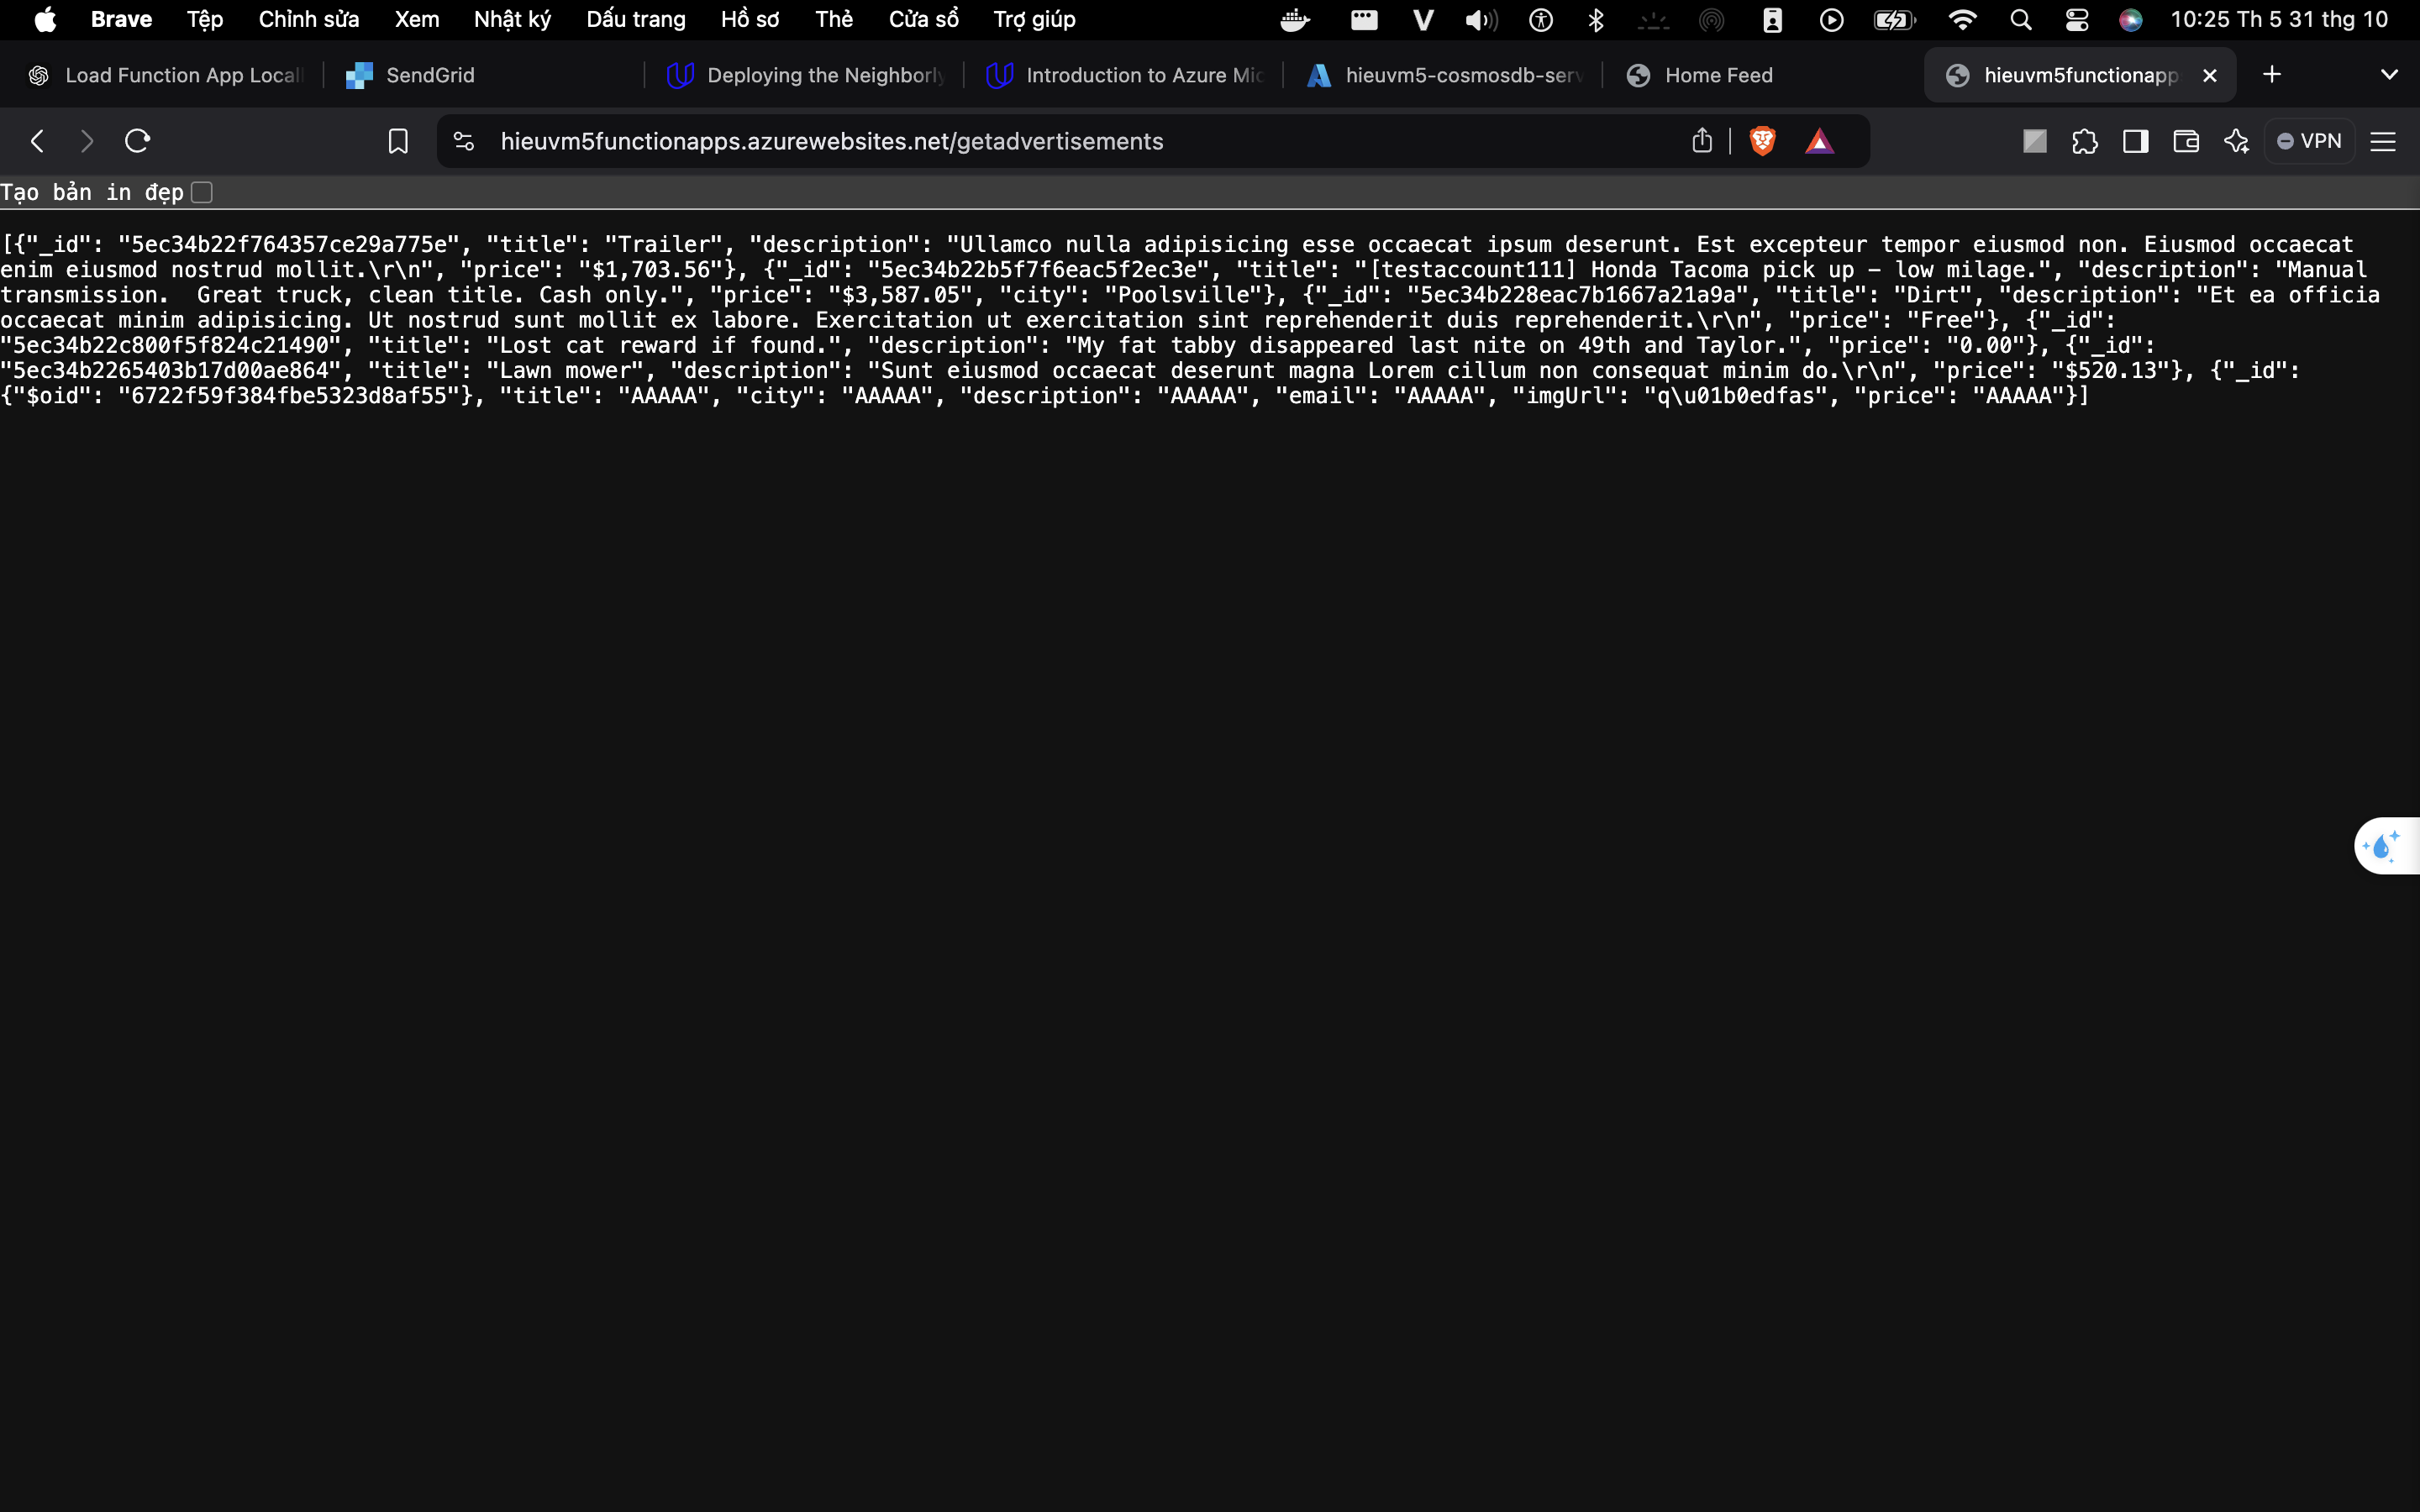 Brave Tệp Chỉnh sửa Xem Nhật ký Dấu trang Hồ sơ Thẻ Cửa sổ Trợ giúp 10:25 Th 5 31 thg 10
Load Function App Local SendGrid Deploying the Neighborly Introduction to Azure Mic hieuvm5-cosmosdb-serv Home Feed hieuvm5functionapp
hieuvm5functionapps.azurewebsites.net/getadvertisements VPN
Tạo bản in đẹp
[{"_id": "5ec34b22f764357ce29a775e", "title": "Trailer", "description": "Ullamco nulla adipisicing esse occaecat ipsum deserunt. Est excepteur tempor eiusmod non. Eiusmod occaecat
enim eiusmod nostrud mollit.\r\n", "price": "$1,703.56"}, {"_id": "5ec34b22b5f7f6eac5f2ec3e", "title": "[testaccount111] Honda Tacoma pick up – low milage.", "description": "Manual
transmission.  Great truck, clean title. Cash only.", "price": "$3,587.05", "city": "Poolsville"}, {"_id": "5ec34b228eac7b1667a21a9a", "title": "Dirt", "description": "Et ea officia
occaecat minim adipisicing. Ut nostrud sunt mollit ex labore. Exercitation ut exercitation sint reprehenderit duis reprehenderit.\r\n", "price": "Free"}, {"_id":
"5ec34b22c800f5f824c21490", "title": "Lost cat reward if found.", "description": "My fat tabby disappeared last nite on 49th and Taylor.", "price": "0.00"}, {"_id":
"5ec34b2265403b17d00ae864", "title": "Lawn mower", "description": "Sunt eiusmod occaecat deserunt magna Lorem cillum non consequat minim do.\r\n", "price": "$520.13"}, {"_id":
{"$oid": "6722f59f384fbe5323d8af55"}, "title": "AAAAA", "city": "AAAAA", "description": "AAAAA", "email": "AAAAA", "imgUrl": "q\u01b0edfas", "price": "AAAAA"}]